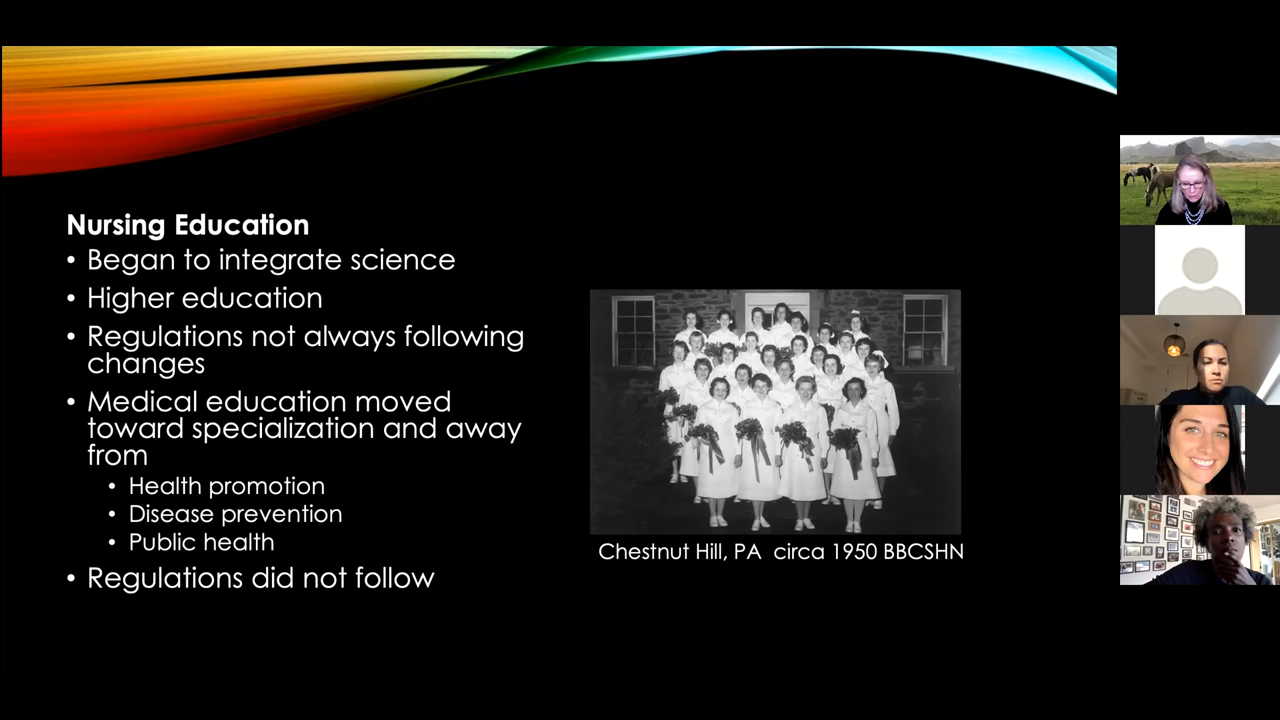 Nursing Education
• Began to integrate science
• Higher education
• Regulations not always following
changes
• Medical education moved
toward specialization and away
from
• Health promotion
• Disease prevention
• Public health
• Regulations did not follow
Chestnut Hill, PA circa 1950 BBCSHN